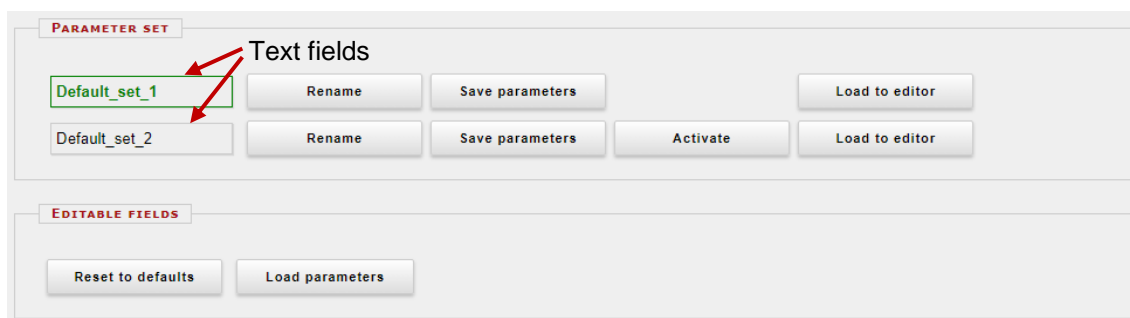 PARAMETER SET
Text fields
Default_set_1 Rename Save parameters Load to editor
Default_set_2 Rename Save parameters Activate Load to editor
EDITABLE FIELDS
Reset to defaults Load parameters